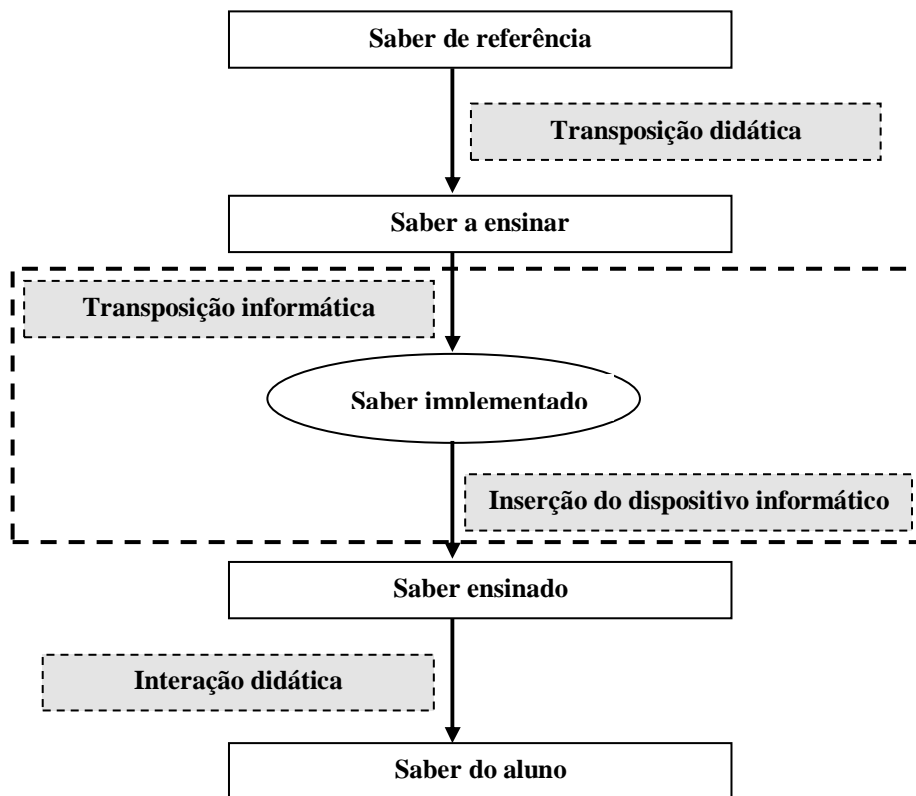 Saber de referência
Transposição didática
Saber a ensinar
Transposição informática
Saber implementado
Inserção do dispositivo informático
Saber ensinado
Interação didática
Saber do aluno